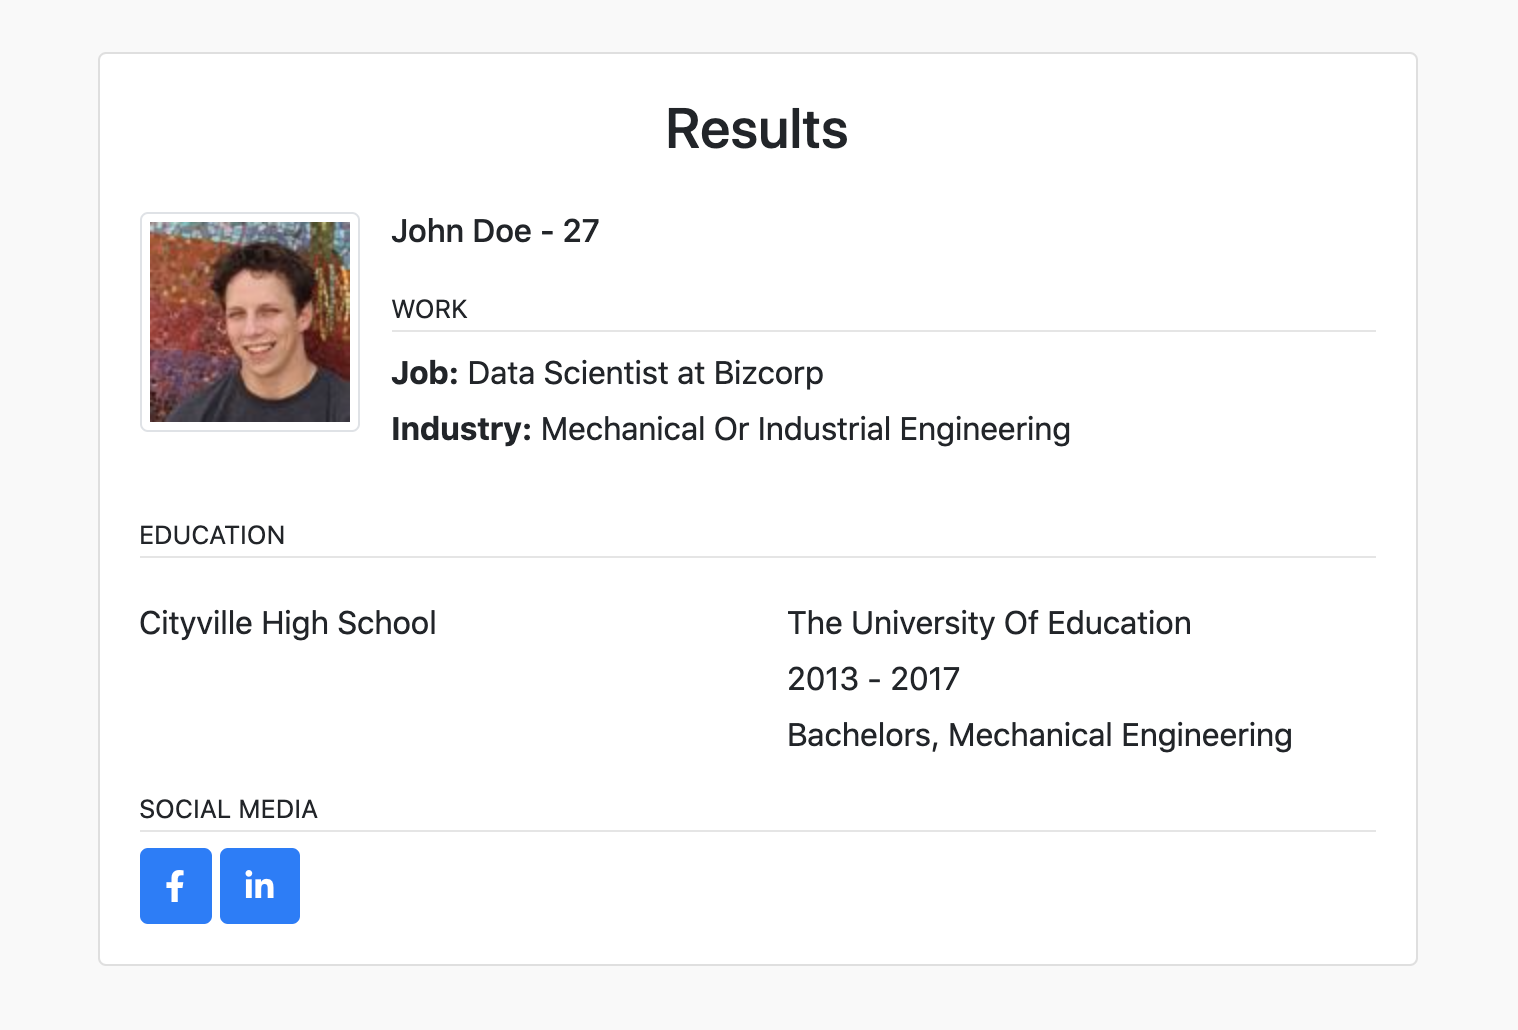 Results
John Doe - 27
WORK
Job: Data Scientist at Bizcorp
Industry: Mechanical Or Industrial Engineering
EDUCATION
Cityville High School
The University Of Education
2013 - 2017
Bachelors, Mechanical Engineering
SOCIAL MEDIA
f
in